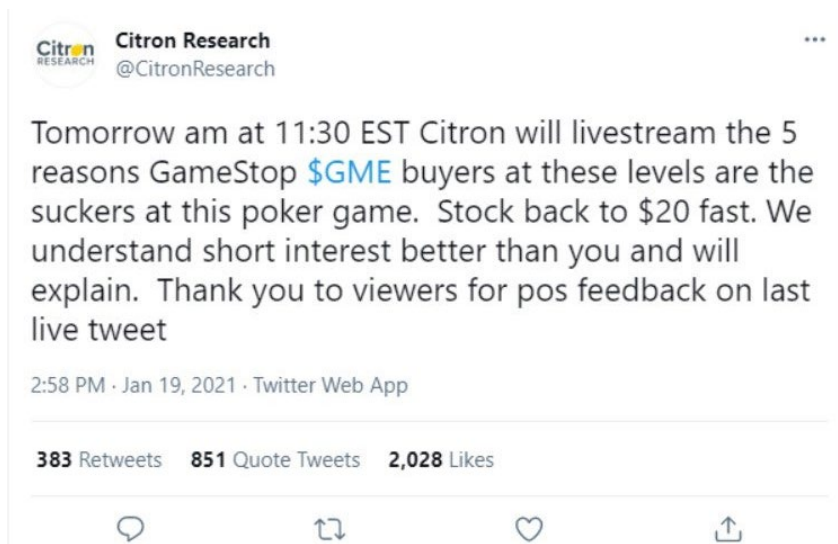 Citron
RESEARCH
Citron Research
@CitronResearch
Tomorrow am at 11:30 EST Citron will livestream the 5
reasons GameStop $GME buyers at these levels are the
suckers at this poker game.  Stock back to $20 fast. We
understand short interest better than you and will
explain.  Thank you to viewers for pos feedback on last
live tweet
2:58 PM · Jan 19, 2021 · Twitter Web App
383 Retweets 851 Quote Tweets 2,028 Likes